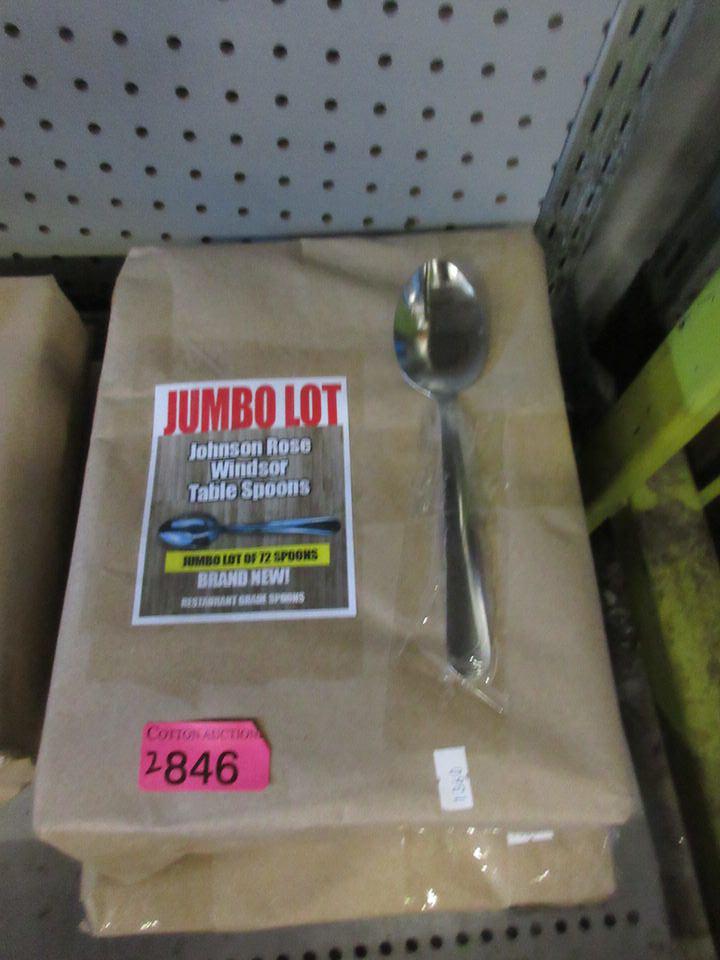 JUMBO LOT
Johnson Rose
Windsor
Table Spoons
JUMBO LOT OF 72 SPOONS
BRAND NEW!
RESTAURANT GRADE SPOONS
COTTON AUCTION
2846